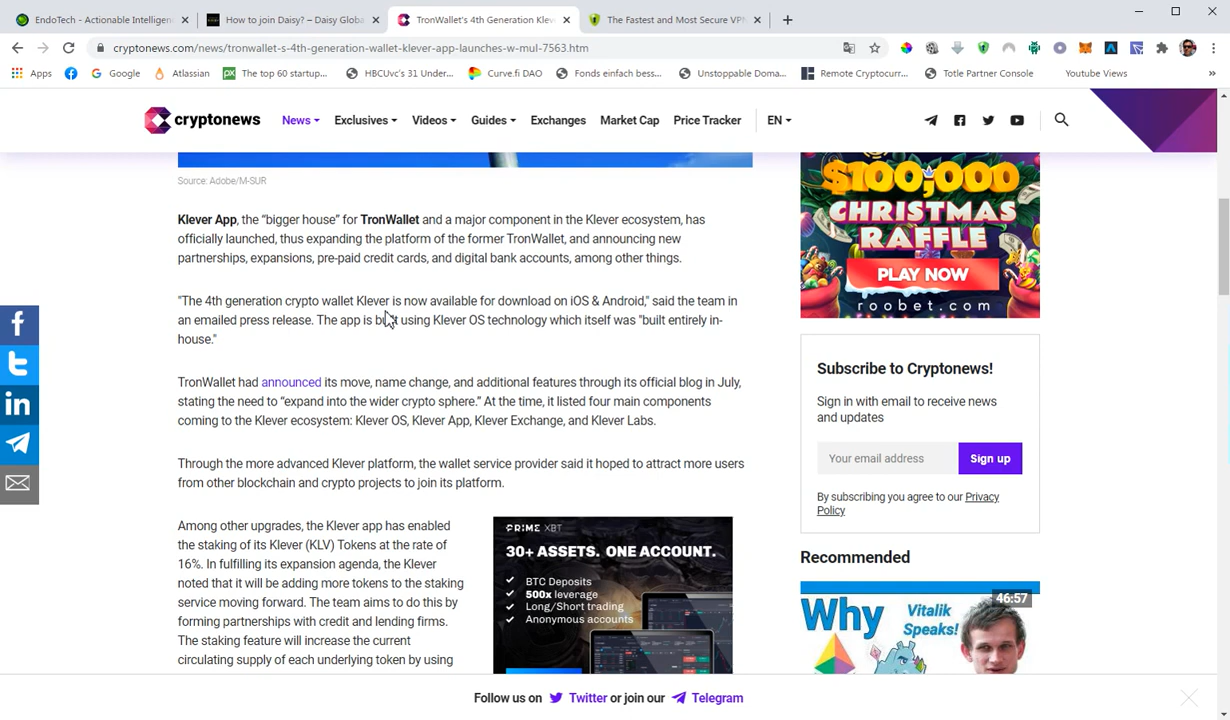 EndoTech - Actionable Intelligen
How to join Daisy? – Daisy Globa
TronWallet's 4th Generation Klev
The Fastest and Most Secure VPN
cryptonews.com/news/tronwallet-s-4th-generation-wallet-klever-app-launches-w-mul-7563.htm
Apps
Google
Atlassian
The top 60 startup...
HBCUvc's 31 Under...
Curve.fi DAO
Fonds einfach bess...
Unstoppable Doma...
Remote Cryptocurr...
Totle Partner Console
Youtube Views
cryptonews
News
Exclusives
Videos
Guides
Exchanges
Market Cap
Price Tracker
EN
Source: Adobe/M-SUR
Klever App, the “bigger house” for TronWallet and a major component in the Klever ecosystem, has
officially launched, thus expanding the platform of the former TronWallet, and announcing new
partnerships, expansions, pre-paid credit cards, and digital bank accounts, among other things.
"The 4th generation crypto wallet Klever is now available for download on iOS & Android," said the team in
an emailed press release. The app is built using Klever OS technology which itself was "built entirely in-
house."
TronWallet had announced its move, name change, and additional features through its official blog in July,
stating the need to “expand into the wider crypto sphere.” At the time, it listed four main components
coming to the Klever ecosystem: Klever OS, Klever App, Klever Exchange, and Klever Labs.
Through the more advanced Klever platform, the wallet service provider said it hoped to attract more users
from other blockchain and crypto projects to join its platform.
Among other upgrades, the Klever app has enabled
the staking of its Klever (KLV) Tokens at the rate of
16%. In fulfilling its expansion agenda, the Klever
noted that it will be adding more tokens to the staking
service moving forward. The team aims to do this by
forming partnerships with credit and lending firms.
The staking feature will increase the current
circulating supply of each underlying token by using
PRIME XBT
30+ ASSETS. ONE ACCOUNT.
BTC Deposits
500x leverage
Long/Short trading
Anonymous accounts
$100,000
CHRISTMAS
RAFFLE
PLAY NOW
roobet.com
Subscribe to Cryptonews!
Sign in with email to receive news
and updates
Your email address
Sign up
By subscribing you agree to our Privacy
Policy
Recommended
46:57
Why
Vitalik
Speaks!
Follow us on Twitter or join our Telegram